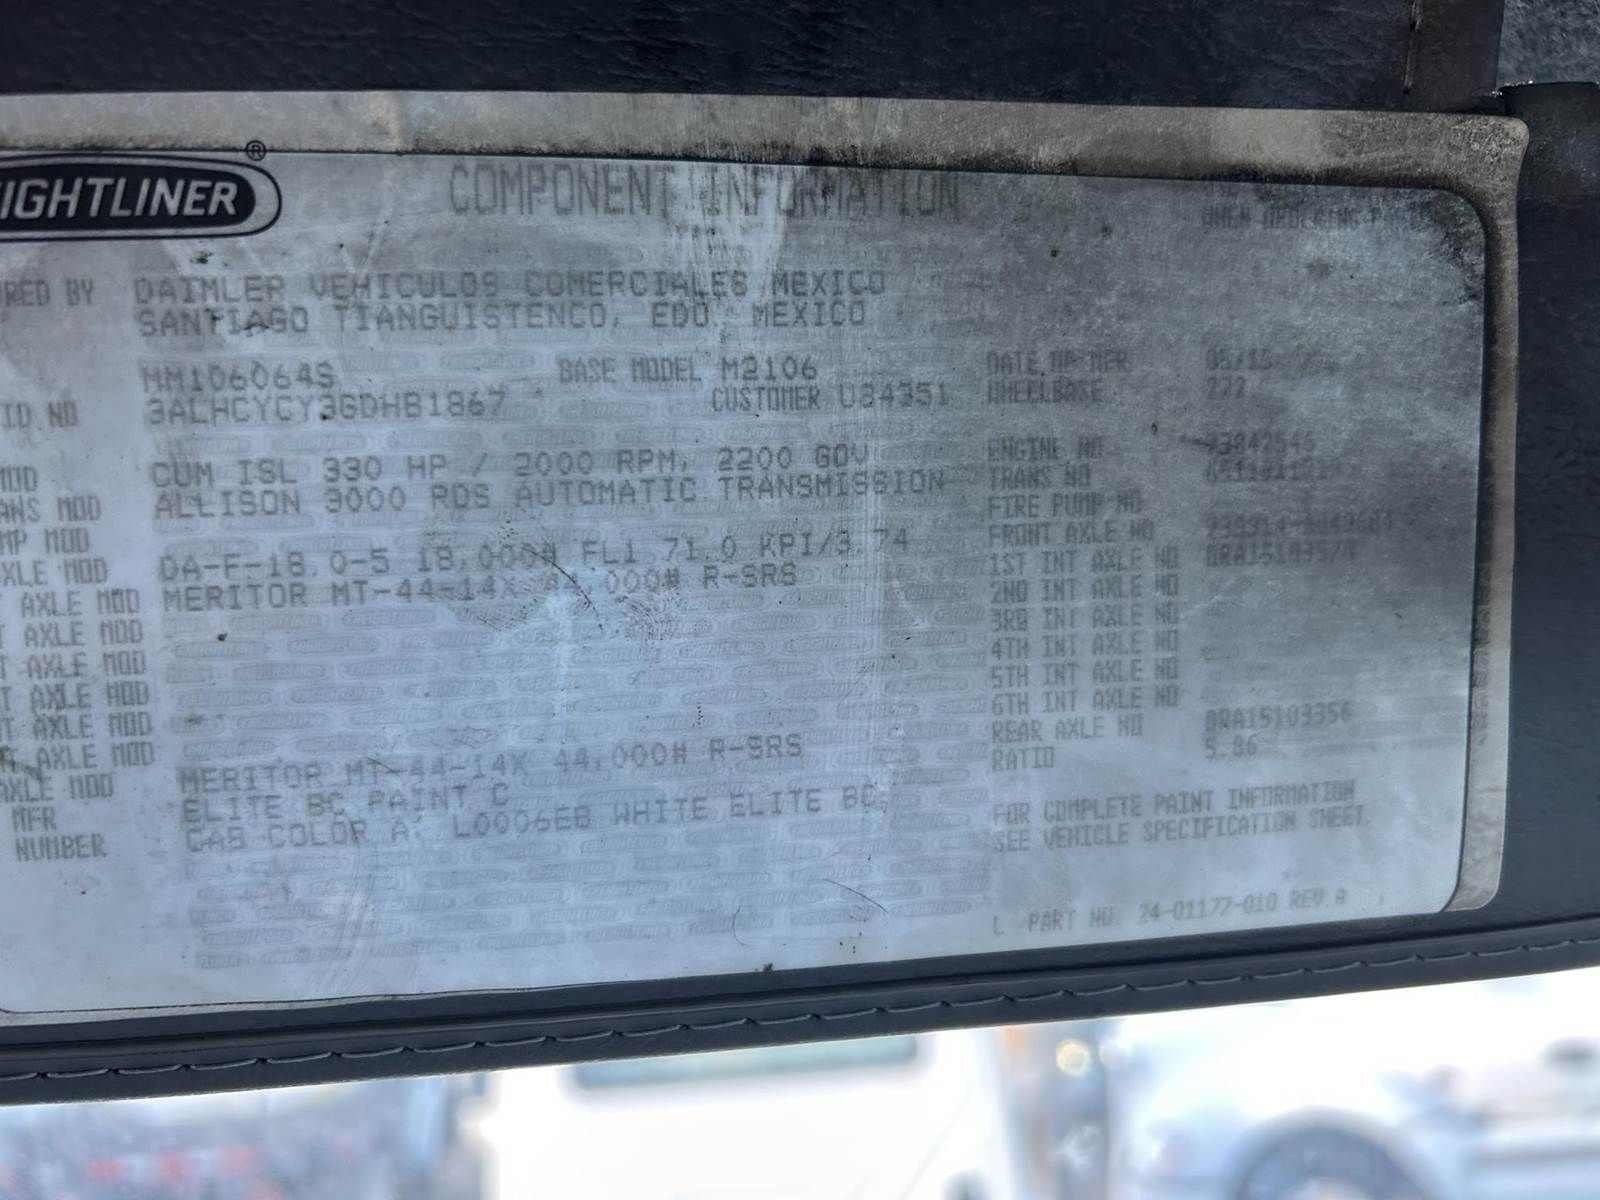 IGHTLINER®
COMPONENT INFORMATION
WHEN ORDERING
RED BY DAIMLER VEHICULOS COMERCIALES MEXICO
SANTIAGO TIANGUISTENCO, EDO. MEXICO
MM106064S BASE MODEL M2106 DATE OF MFR 05/15
ID NO 3ALHCYCY3GDHB1867 CUSTOMER U84351 WHEELBASE 272
MOD CUM ISL 330 HP / 2000 RPM, 2200 GOV ENGINE NO
ANS MOD ALLISON 3000 RDS AUTOMATIC TRANSMISSION TRANS NO
MP MOD FIRE PUMP NO
XLE MOD DA-F-18.0-5 18,000# FL1 71.0 KPI/3.74 FRONT AXLE NO
T AXLE MOD MERITOR MT-44-14X 44,000# R-SRS 1ST INT AXLE NO
T AXLE MOD 2ND INT AXLE NO
T AXLE MOD 3RD INT AXLE NO
T AXLE MOD 4TH INT AXLE NO
NT AXLE MOD 5TH INT AXLE NO
AXLE MOD 6TH INT AXLE NO
AXLE MOD MERITOR MT-44-14X 44,000# R-SRS REAR AXLE NO 0RA15103356
MFR ELITE BC PAINT C RATIO 5.86
NUMBER CAB COLOR A: L0006EB WHITE ELITE BC
FOR COMPLETE PAINT INFORMATION
SEE VEHICLE SPECIFICATION SHEET.
L PART NO. 24-01177-010 REV.A